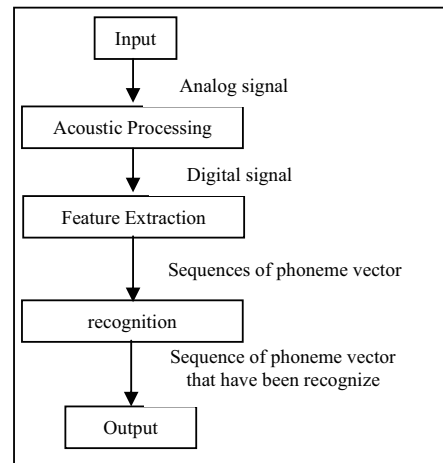 Input
Analog signal
Acoustic Processing
Digital signal
Feature Extraction
Sequences of phoneme vector
recognition
Sequence of phoneme vector
that have been recognize
Output